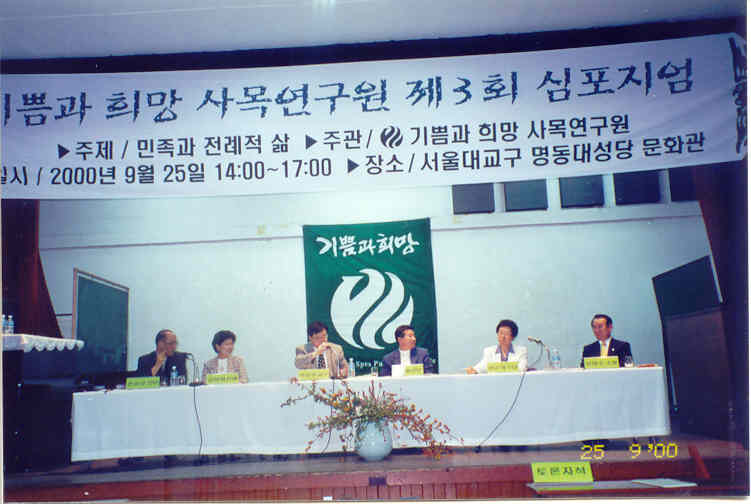 기쁨과 희망 사목연구원 제3회 심포지엄
▶주제 / 민족과 전례적 삶 ▶주관 / 기쁨과 희망 사목연구원
일시 / 2000년 9월 25일 14:00~17:00 ▶장소 / 서울대교구 명동대성당 문화관
기쁨과희망
Spes
토론자석
25 9 '00